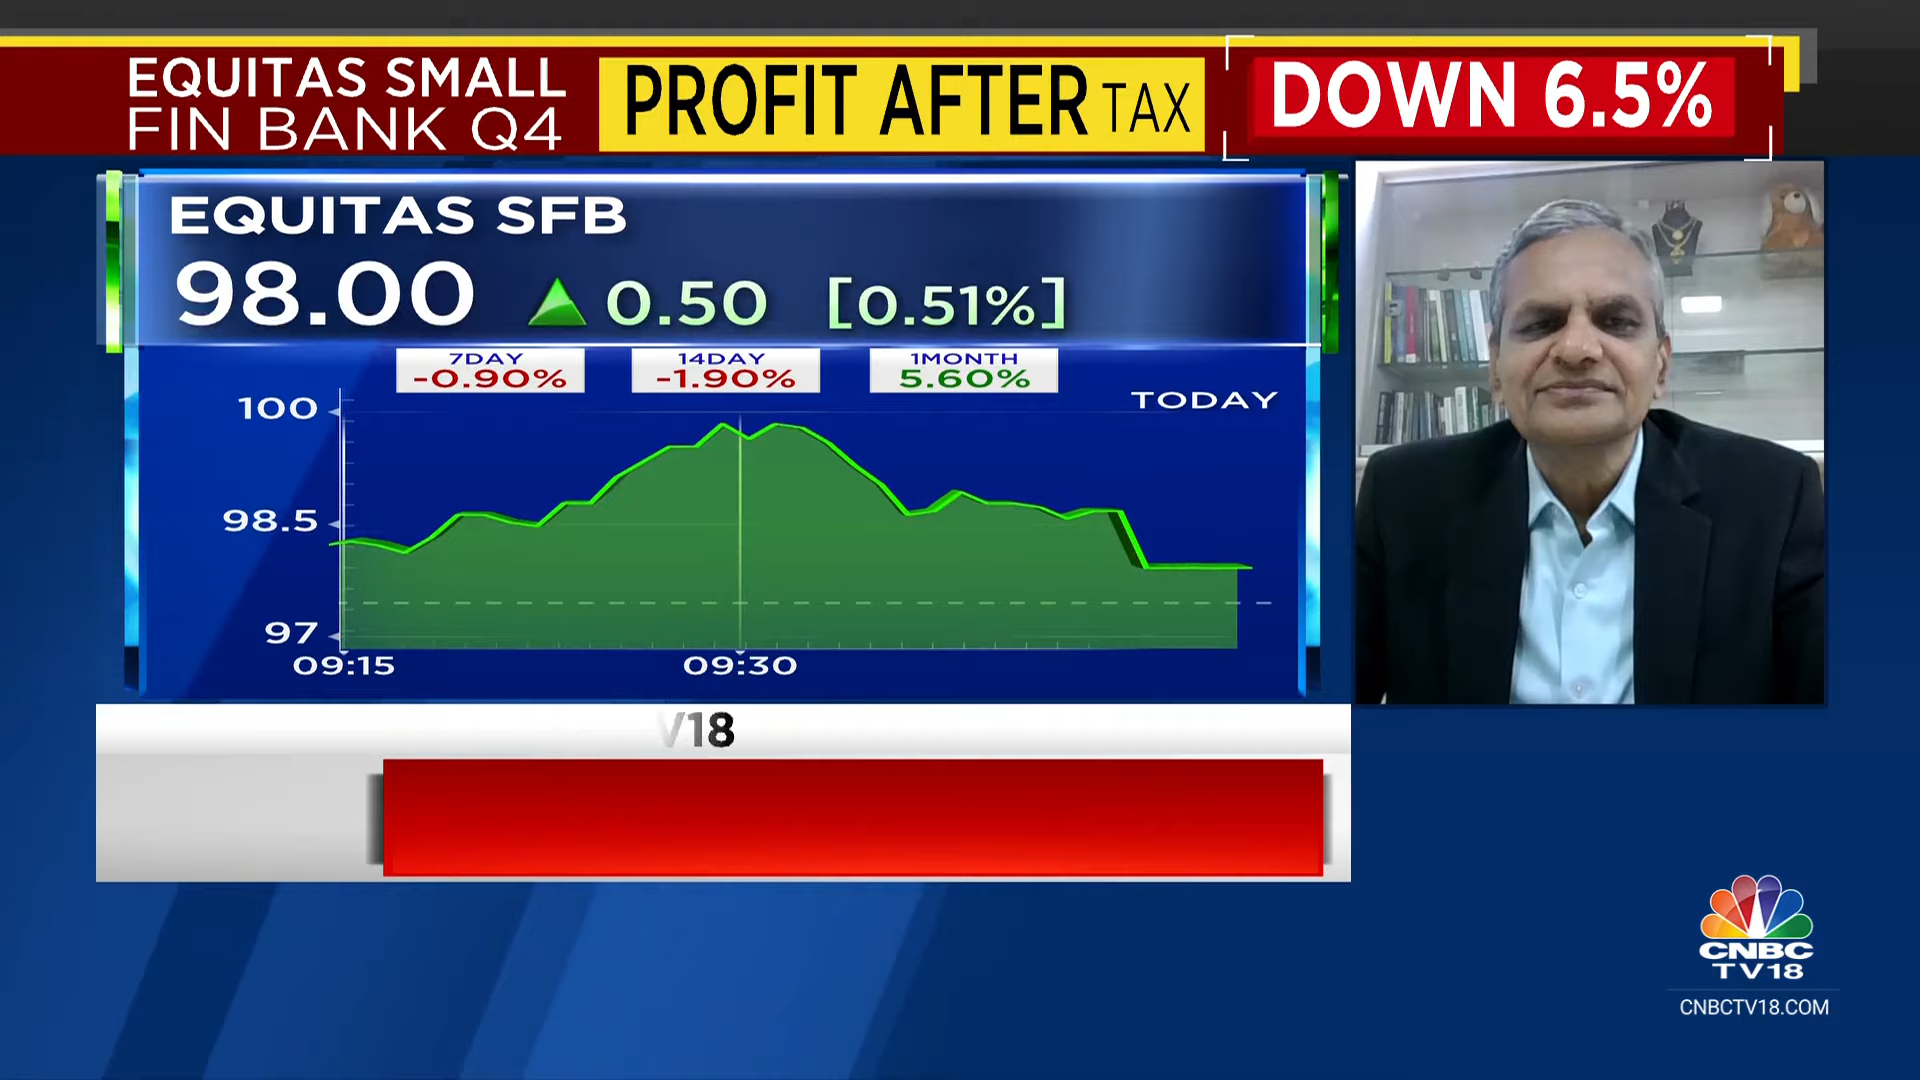 EQUITAS SMALL
FIN BANK Q4
PROFIT AFTER TAX
DOWN 6.5%
EQUITAS SFB
98.00 ▲ 0.50 [0.51%]
7DAY
-0.90%
14DAY
-1.90%
1MONTH
5.60%
TODAY
100
98.5
97
09:15
09:30
V18
CNBC
TV18
CNBCTV18.COM